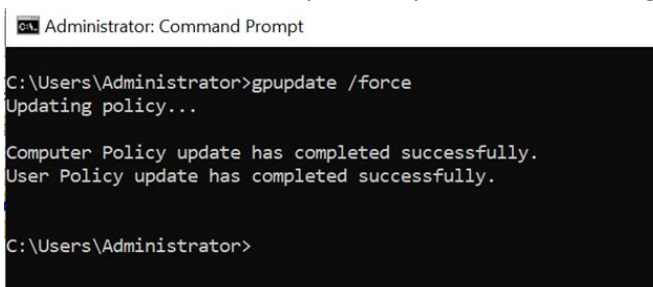 Administrator: Command Prompt
C:\Users\Administrator>gpupdate /force
Updating policy...
Computer Policy update has completed successfully.
User Policy update has completed successfully.
C:\Users\Administrator>